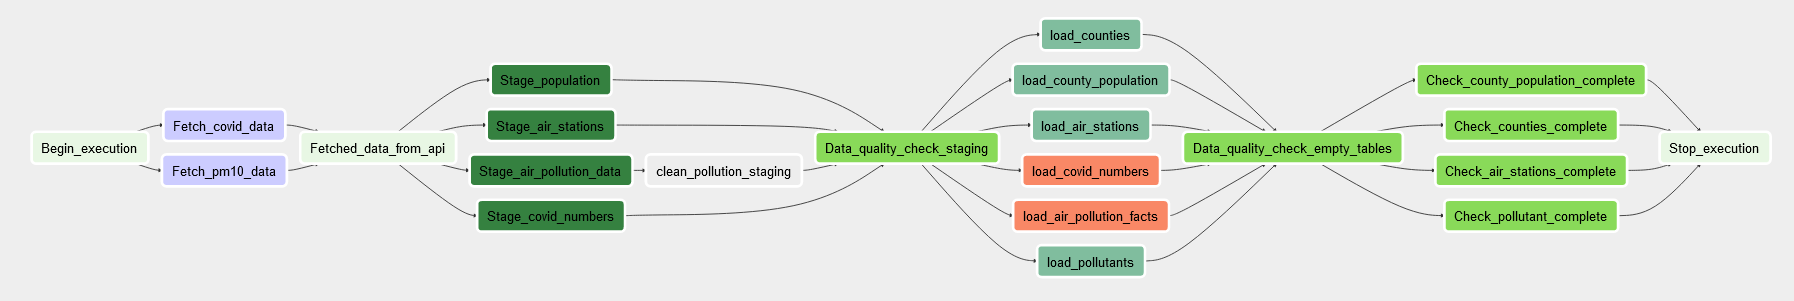 Begin_execution
Fetch_covid_data
Fetch_pm10_data
Fetched_data_from_api
Stage_population
Stage_air_stations
Stage_air_pollution_data
Stage_covid_numbers
clean_pollution_staging
Data_quality_check_staging
load_counties
load_county_population
load_air_stations
load_covid_numbers
load_air_pollution_facts
load_pollutants
Data_quality_check_empty_tables
Check_county_population_complete
Check_counties_complete
Check_air_stations_complete
Check_pollutant_complete
Stop_execution